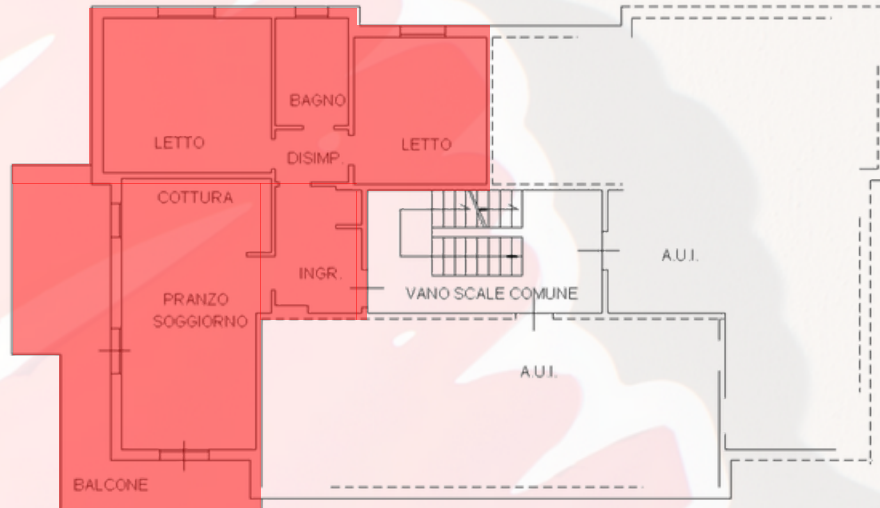 BAGNO
LETTO
LETTO
DISIMP.
COTTURA
A.U.I.
INGR.
VANO SCALE COMUNE
PRANZO
SOGGIORNO
A.U.I.
BALCONE